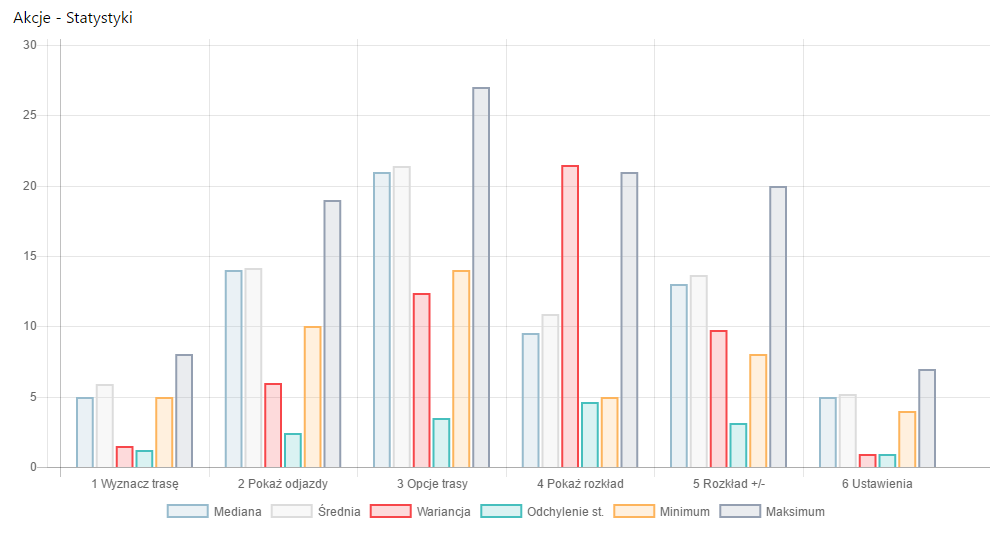 Akcje - Statystyki
30
25
20
15
10
5
0
1 Wyznacz trasę 2 Pokaż odjazdy 3 Opcje trasy 4 Pokaż rozkład 5 Rozkład +/- 6 Ustawienia
Mediana Średnia Wariancja Odchylenie st. Minimum Maksimum